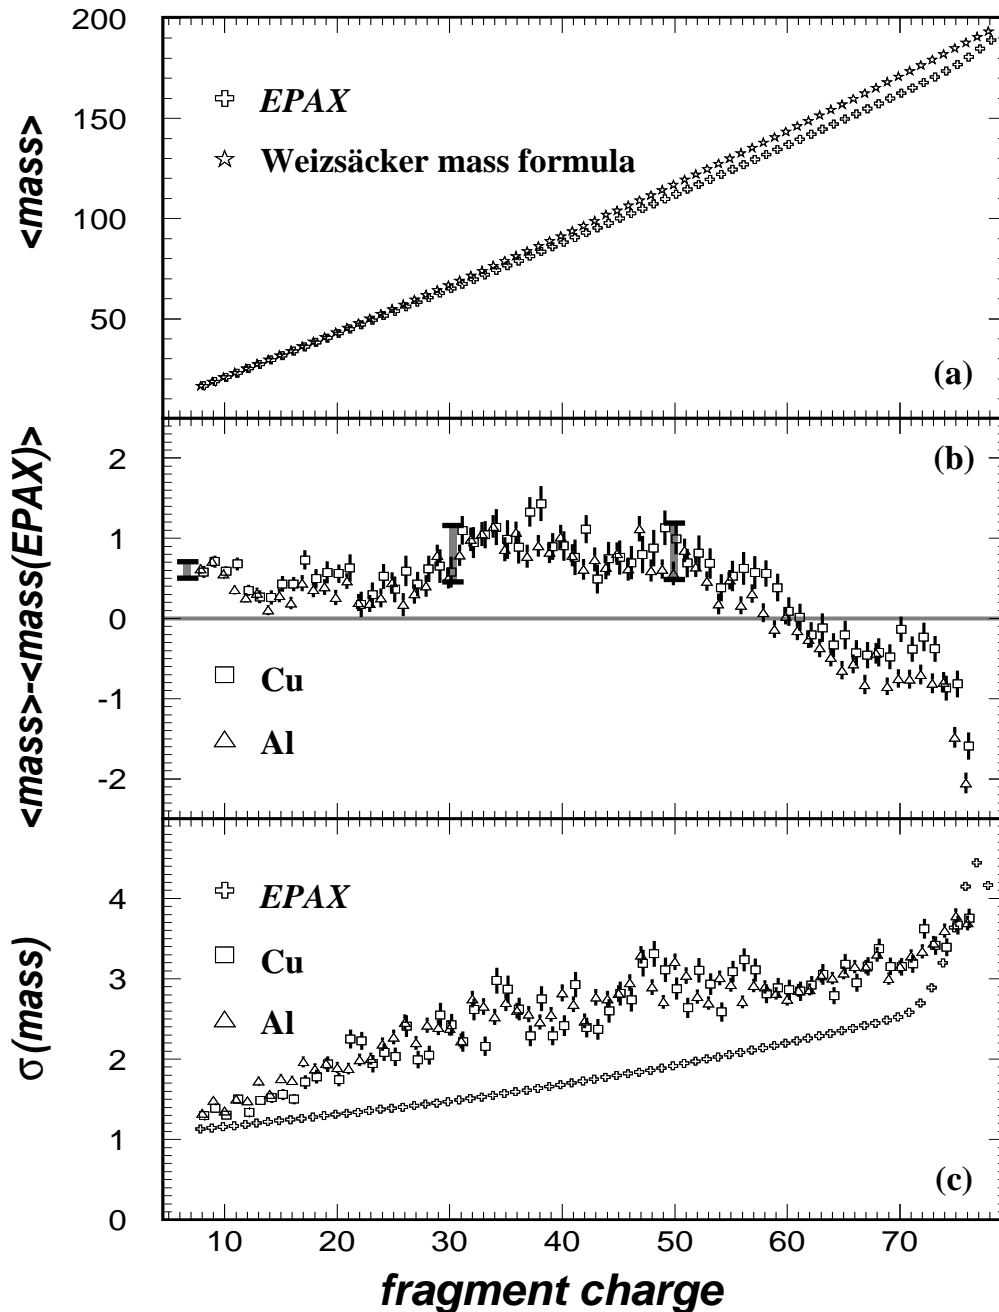 200
150
100
50
<mass>
EPAX
Weizsäcker mass formula
(a)
2
1
0
-1
-2
<mass>-<mass(EPAX)>
(b)
Cu
Al
4
3
2
1
0
σ(mass)
EPAX
Cu
Al
(c)
10 20 30 40 50 60 70
fragment charge